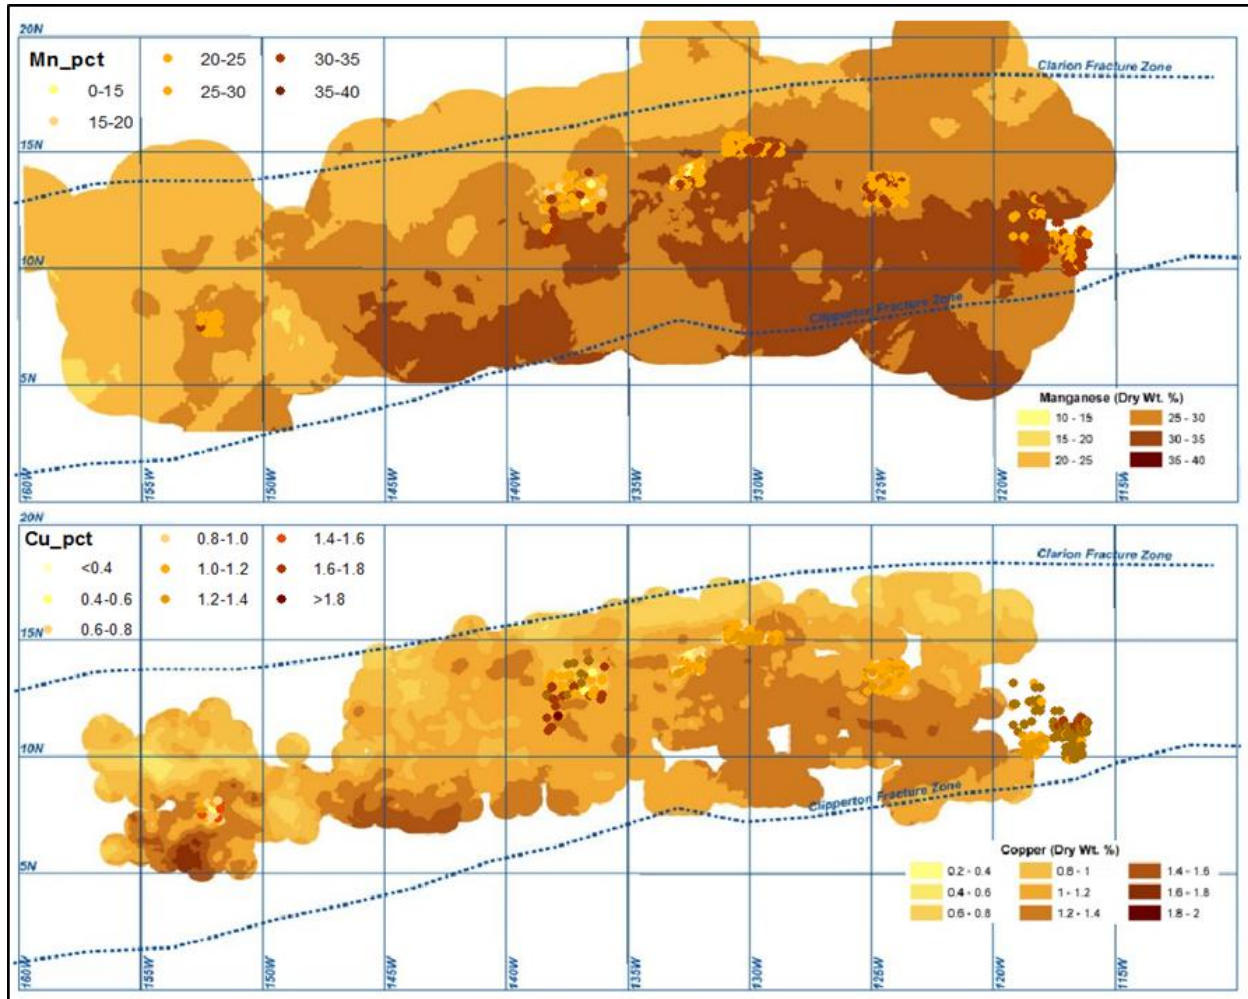 20N
Mn_pct
0-15
15-20
20-25
25-30
30-35
35-40
Clarion Fracture Zone
15N
10N
Clipperton Fracture Zone
5N
Manganese (Dry Wt. %)
10 - 15
15 - 20
20 - 25
25 - 30
30 - 35
35 - 40
160W
155W
150W
145W
140W
135W
130W
125W
120W
115W
20N
Cu_pct
<0.4
0.4-0.6
0.6-0.8
0.8-1.0
1.0-1.2
1.2-1.4
1.4-1.6
1.6-1.8
>1.8
Clarion Fracture Zone
15N
10N
Clipperton Fracture Zone
5N
Copper (Dry Wt. %)
0.2 - 0.4
0.4 - 0.6
0.6 - 0.8
0.8 - 1
1 - 1.2
1.2 - 1.4
1.4 - 1.6
1.6 - 1.8
1.8 - 2
160W
155W
150W
145W
140W
135W
130W
125W
120W
115W